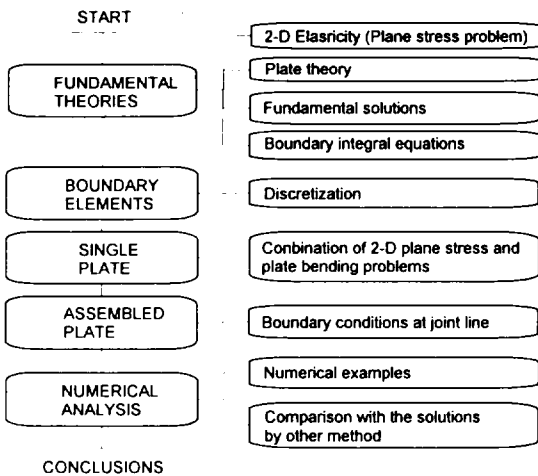 START
2-D Elasricity (Plane stress problem)
FUNDAMENTAL
THEORIES
Plate theory
Fundamental solutions
Boundary integral equations
BOUNDARY
ELEMENTS
Discretization
SINGLE
PLATE
Conbination of 2-D plane stress and
plate bending problems
ASSEMBLED
PLATE
Boundary conditions at joint line
NUMERICAL
ANALYSIS
Numerical examples
Comparison with the solutions
by other method
CONCLUSIONS